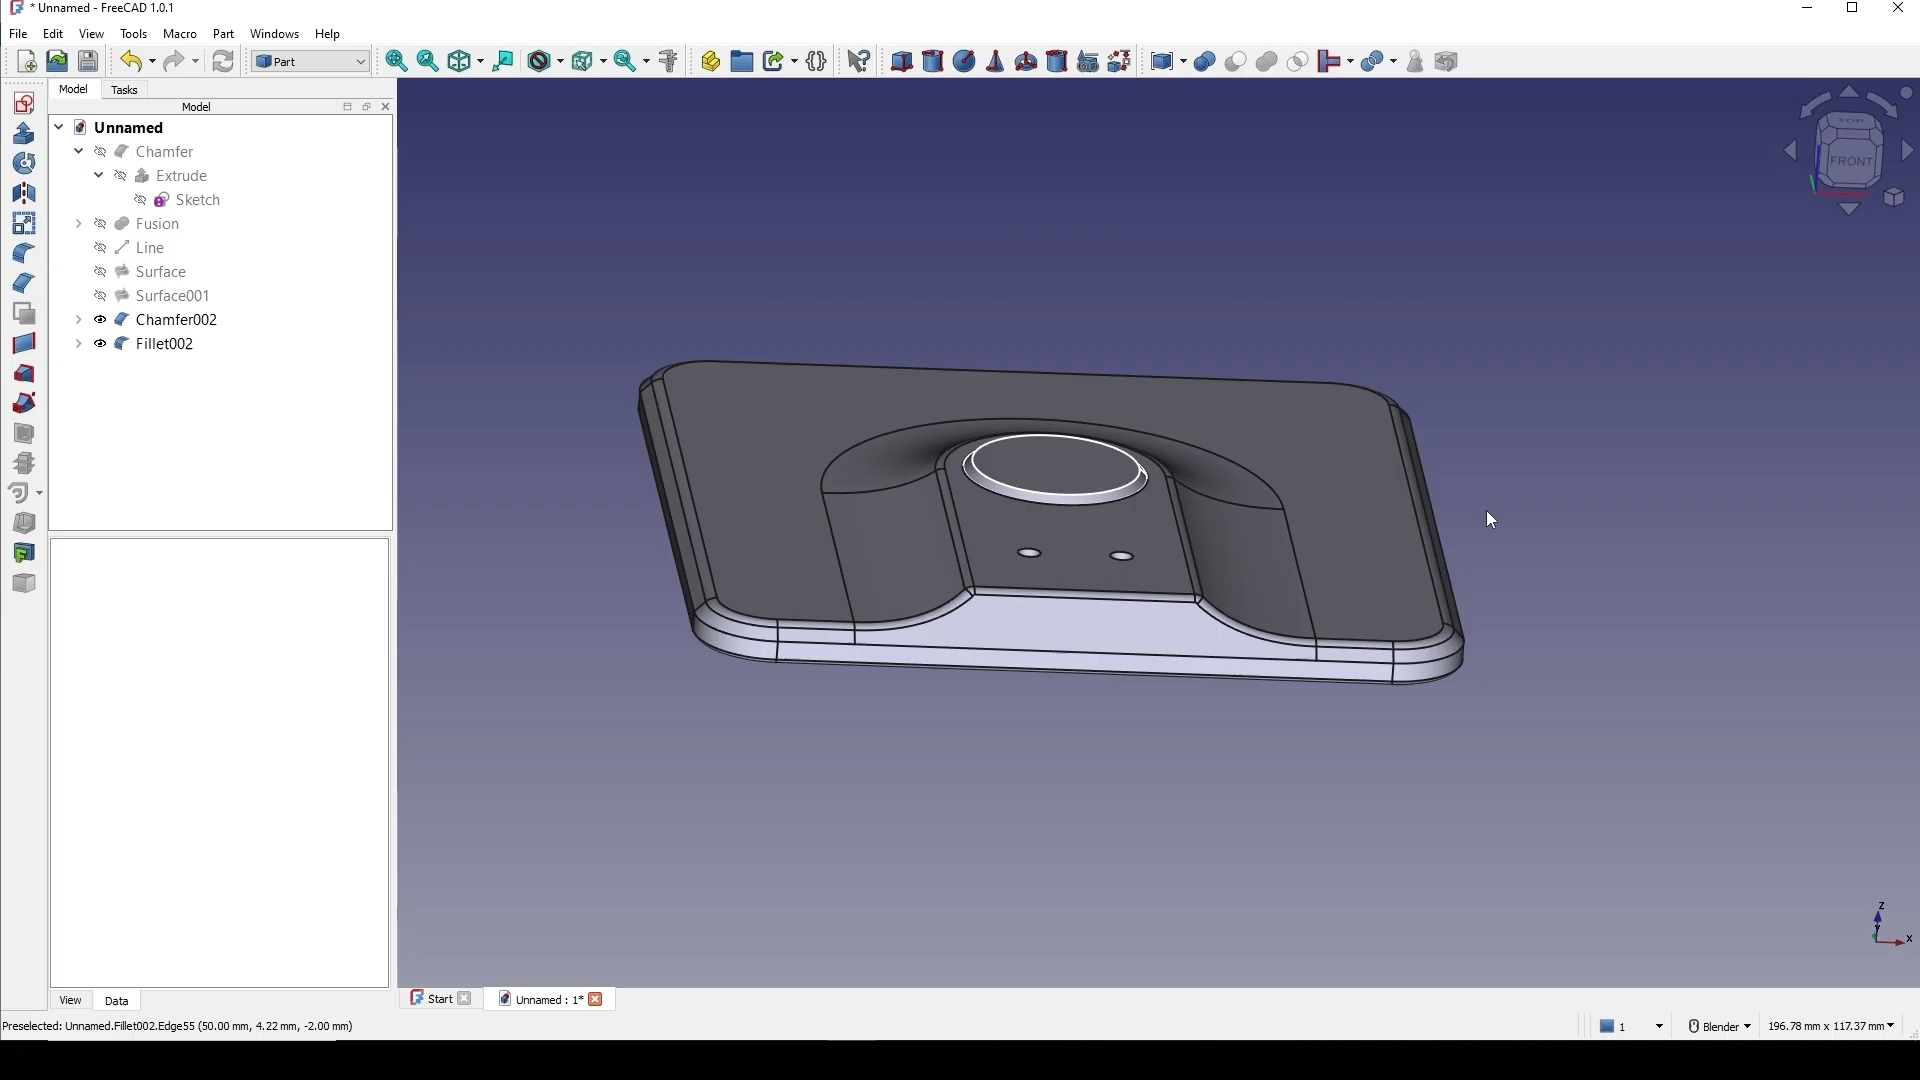 * Unnamed - FreeCAD 1.0.1
File Edit View Tools Macro Part Windows Help
Part
Model Tasks
Model
Unnamed
Chamfer
Extrude
Sketch
Fusion
Line
Surface
Surface001
Chamfer002
Fillet002
TOP
FRONT
Z
Y
X
View Data
Start
Unnamed : 1*
Preselected: Unnamed.Fillet002.Edge55 (50.00 mm, 4.22 mm, -2.00 mm)
1
Blender
196.78 mm x 117.37 mm